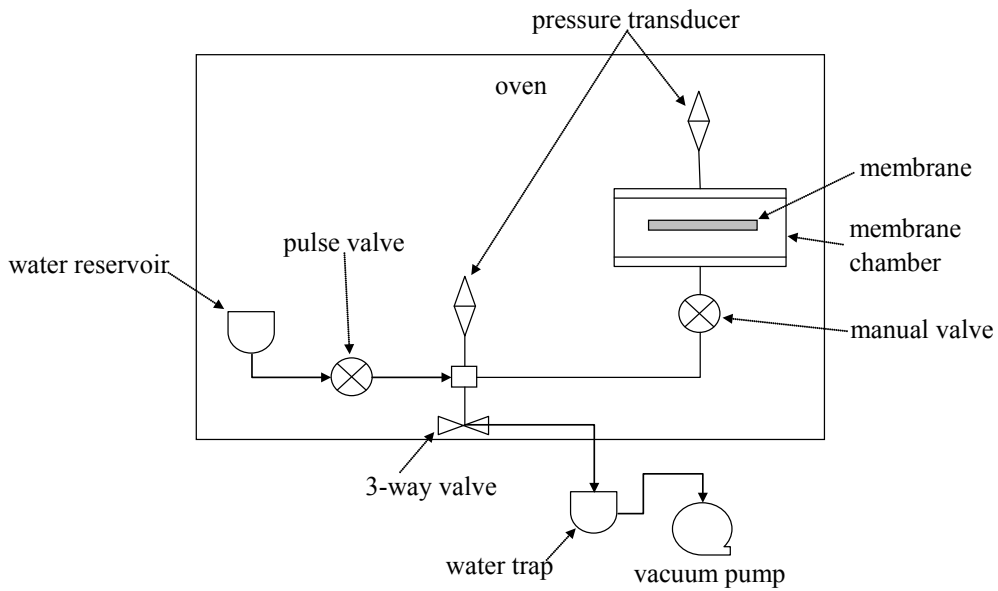 pressure transducer
oven
membrane
membrane
chamber
pulse valve
water reservoir
manual valve
3-way valve
water trap
vacuum pump